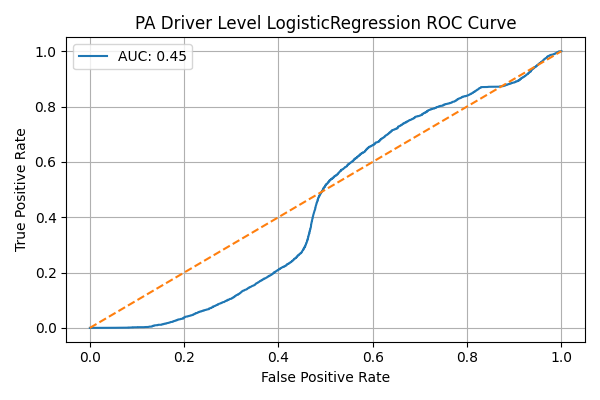 PA Driver Level LogisticRegression ROC Curve
AUC: 0.45
True Positive Rate
1.0
0.8
0.6
0.4
0.2
0.0
0.0 0.2 0.4 0.6 0.8 1.0
False Positive Rate